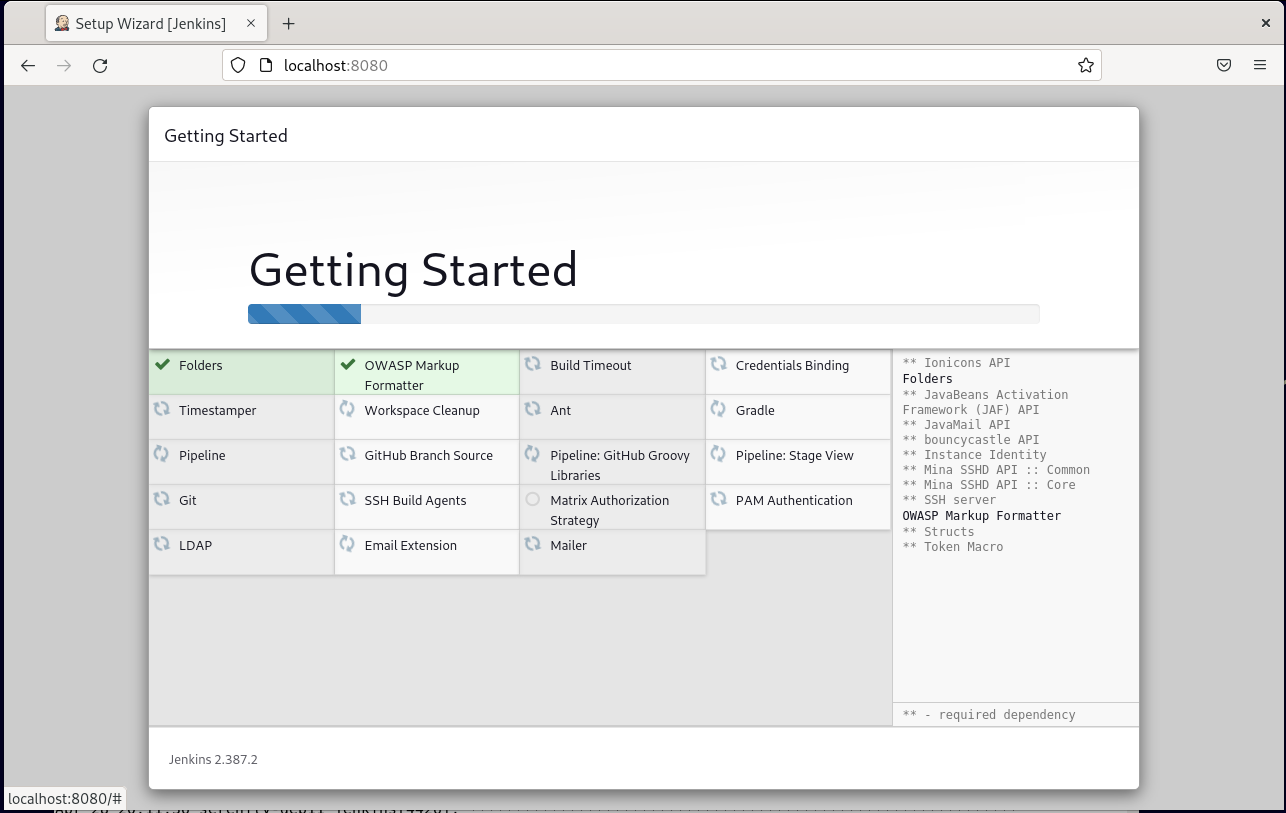 Setup Wizard [Jenkins]
localhost:8080
Getting Started
Getting Started
Folders
OWASP Markup
Formatter
Build Timeout
Credentials Binding
Timestamper
Workspace Cleanup
Ant
Gradle
Pipeline
GitHub Branch Source
Pipeline: GitHub Groovy
Libraries
Pipeline: Stage View
Git
SSH Build Agents
Matrix Authorization
Strategy
PAM Authentication
LDAP
Email Extension
Mailer
** Ionicons API
Folders
** JavaBeans Activation
Framework (JAF) API
** JavaMail API
** bouncycastle API
** Instance Identity
** Mina SSHD API :: Common
** Mina SSHD API :: Core
** SSH server
OWASP Markup Formatter
** Structs
** Token Macro
** - required dependency
Jenkins 2.387.2
localhost:8080/#